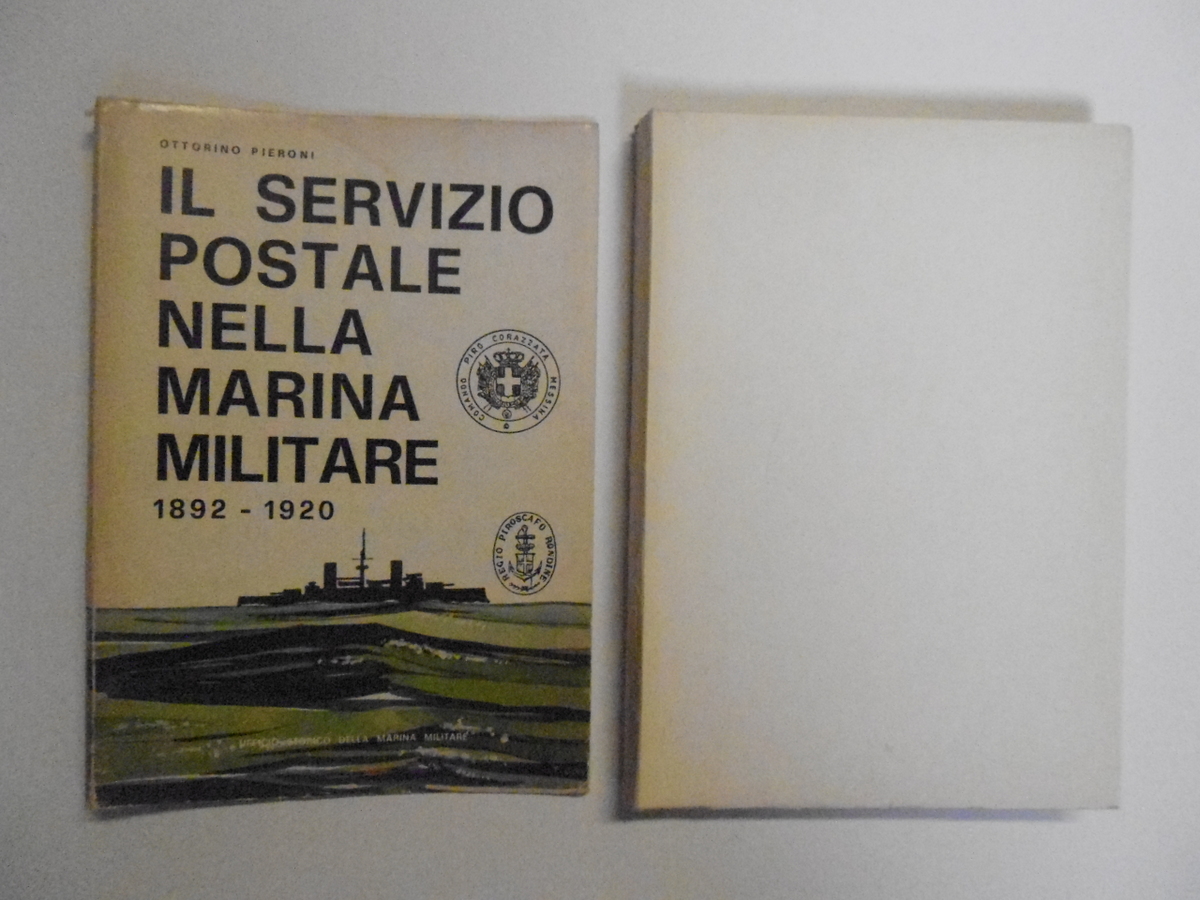 OTTORINO PIERONI
IL SERVIZIO
POSTALE
NELLA
MARINA
MILITARE
1892 - 1920
COMANDO PIRO CORAZZATA MESSINA
REGIO PIROSCAFO RONDINE
UFFICIO STORICO DELLA MARINA MILITARE